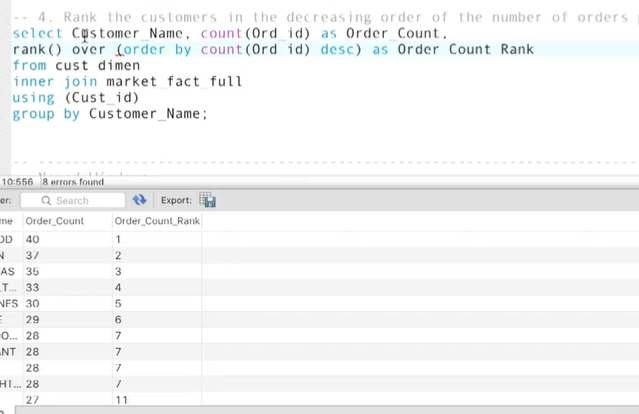 -- 4. Rank the customers in the decreasing order of the number of orders
select Customer_Name, count(Ord_id) as Order_Count,
rank() over (order by count(Ord_id) desc) as Order_Count_Rank
from cust_dimen
inner join market_fact_full
using (Cust_id)
group by Customer_Name;
10:556 8 errors found
er: Search Export:
me Order_Count Order_Count_Rank
DD 40 1
N 37 2
AS 35 3
T... 33 4
NFS 30 5
E 29 6
O... 28 7
ANT 28 7
28 7
HI... 28 7
27 11